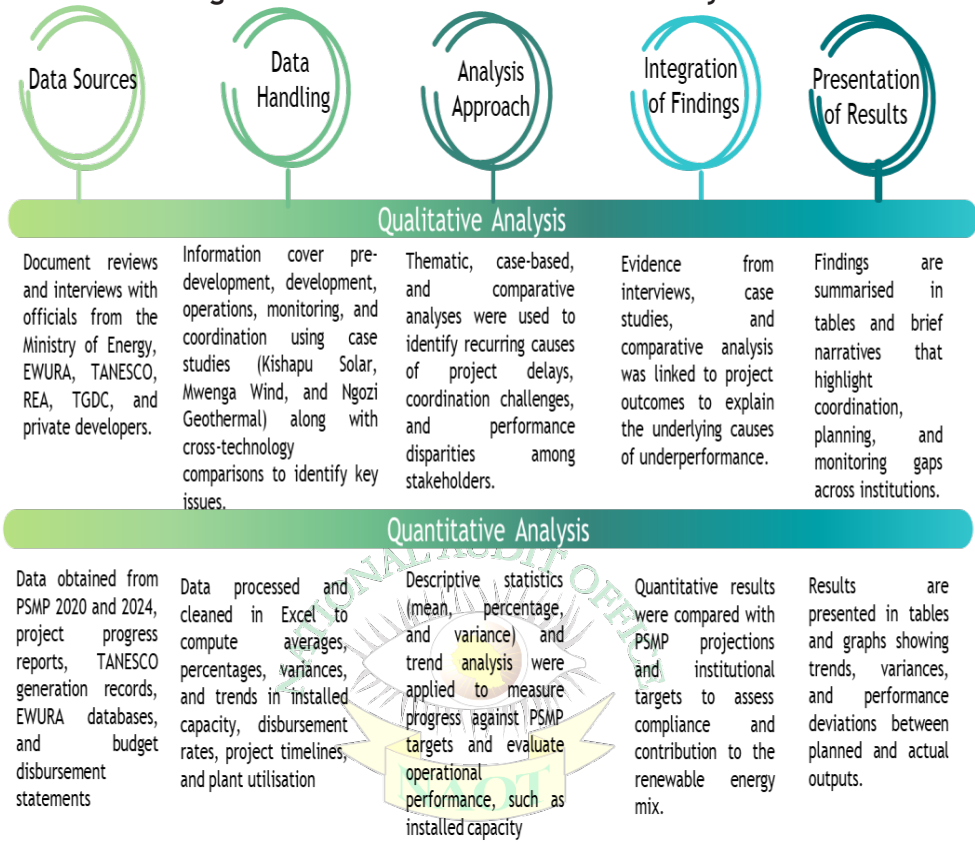 Data Sources
Data
Handling
Analysis
Approach
Integration
of Findings
Presentation
of Results
Qualitative Analysis
Document reviews
and interviews with
officials from the
Ministry of Energy,
EWURA, TANESCO,
REA, TGDC, and
private developers.
Information cover pre-
development, development,
operations, monitoring, and
coordination using case
studies (Kishapu Solar,
Mwenga Wind, and Ngozi
Geothermal) along with
cross-technology
comparisons to identify key
issues.
Thematic, case-based,
and comparative
analyses were used to
identify recurring causes
of project delays,
coordination challenges,
and performance
disparities among
stakeholders.
Evidence from
interviews, case
studies, and
comparative analysis
was linked to project
outcomes to explain
the underlying causes
of underperformance.
Findings are
summarised in
tables and brief
narratives that
highlight
coordination,
planning, and
monitoring gaps
across institutions.
Quantitative Analysis
Data obtained from
PSMP 2020 and 2024,
project progress
reports, TANESCO
generation records,
EWURA databases,
and budget
disbursement
statements
Data processed and
cleaned in Excel to
compute averages,
percentages, variances,
and trends in installed
capacity, disbursement
rates, project timelines,
and plant utilisation
Descriptive statistics
(mean, percentage,
and variance) and
trend analysis were
applied to measure
progress against PSMP
targets and evaluate
operational
performance, such as
installed capacity
Quantitative results
were compared with
PSMP projections
and institutional
targets to assess
compliance and
contribution to the
renewable energy
mix.
Results are
presented in tables
and graphs showing
trends, variances,
and performance
deviations between
planned and actual
outputs.
NATIONAL AUDIT OFFICE
NAOT